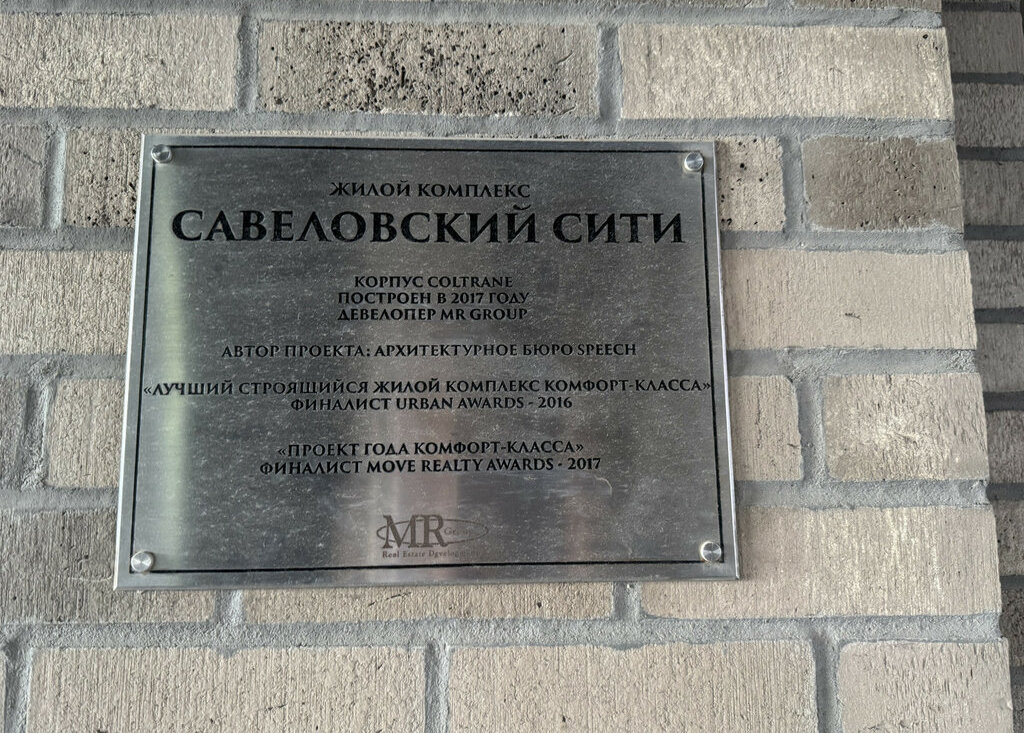 ЖИЛОЙ КОМПЛЕКС
САВЕЛОВСКИЙ СИТИ
КОРПУС COLTRANE
ПОСТРОЕН В 2017 ГОДУ
ДЕВЕЛОПЕР MR GROUP
АВТОР ПРОЕКТА: АРХИТЕКТУРНОЕ БЮРО SPEECH
«ЛУЧШИЙ СТРОЯЩИЙСЯ ЖИЛОЙ КОМПЛЕКС КОМФОРТ-КЛАССА»
ФИНАЛИСТ URBAN AWARDS - 2016
«ПРОЕКТ ГОДА КОМФОРТ-КЛАССА»
ФИНАЛИСТ MOVE REALTY AWARDS - 2017
MR
Real Estate Development